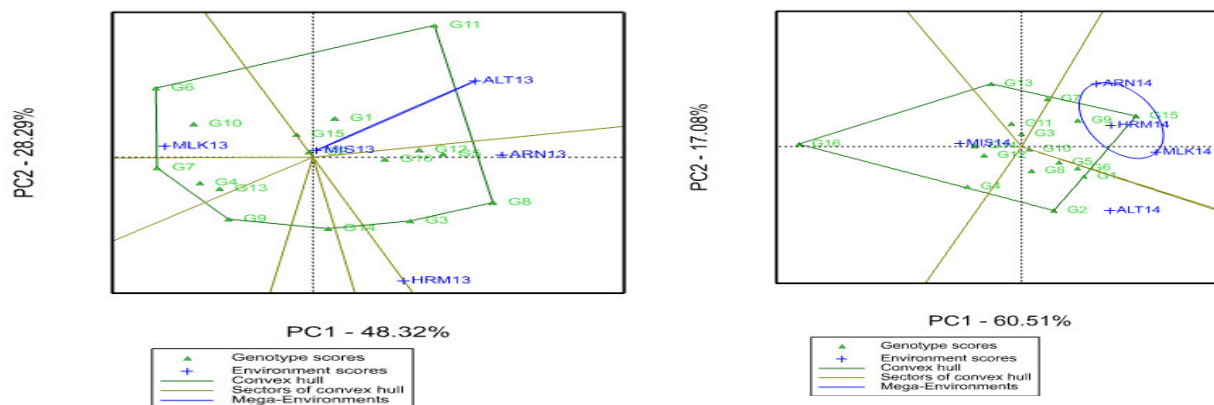 G11
ALT13
G6
G1
G10
G15
MLK13
MIS13
G12
G5
ARN13
G16
G7
G4
G13
G8
G9
G3
G14
HRM13
PC2 - 28.29%
PC1 - 48.32%
Genotype scores
Environment scores
Convex hull
Sectors of convex hull
Mega-Environments
G13
ARN14
G7
G15
G11
G9
HRM14
G3
G16
MIS14
G10
MLK14
G12
G5
G6
G8
G1
G4
G2
ALT14
PC2 - 17.08%
PC1 - 60.51%
Genotype scores
Environment scores
Convex hull
Sectors of convex hull
Mega-Environments